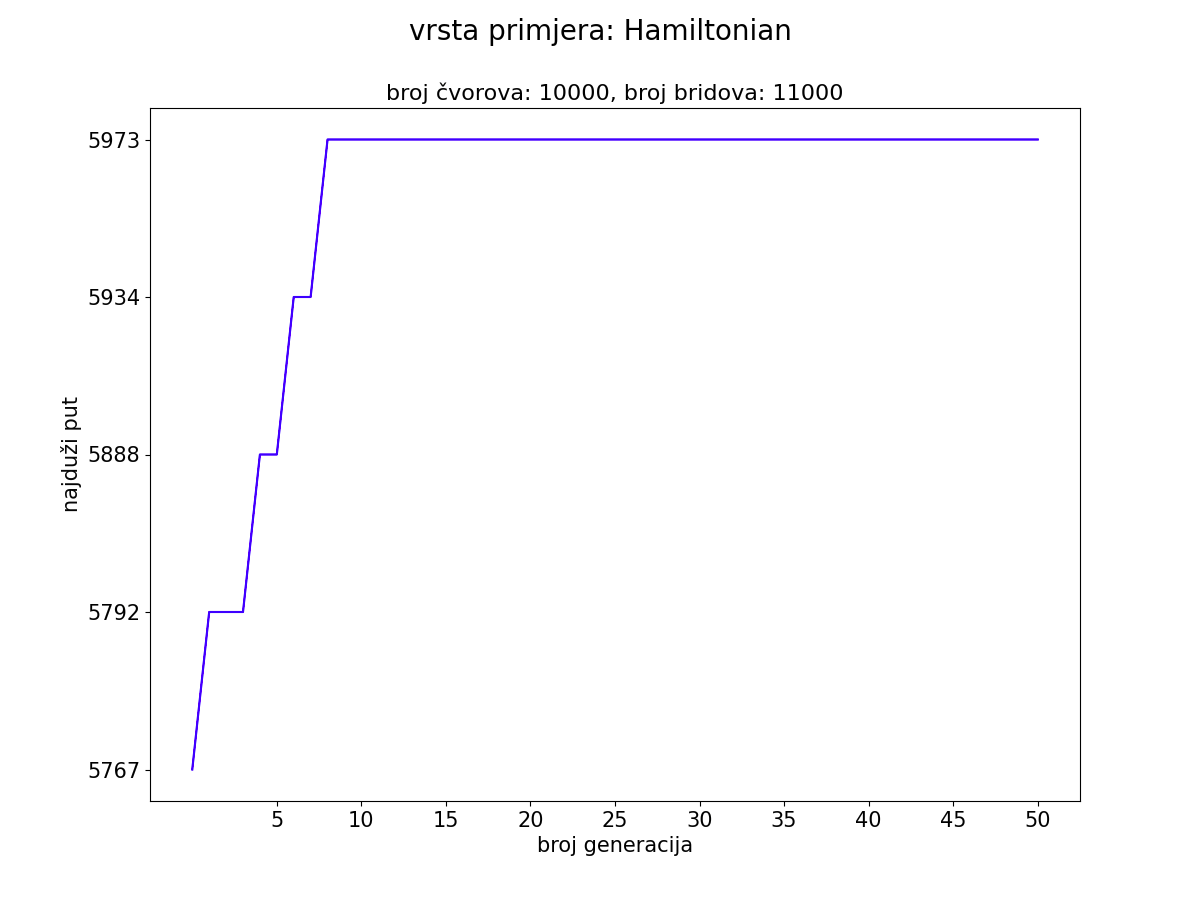 vrsta primjera: Hamiltonian
broj čvorova: 10000, broj bridova: 11000
5973
5934
5888
5792
5767
najduži put
5 10 15 20 25 30 35 40 45 50
broj generacija